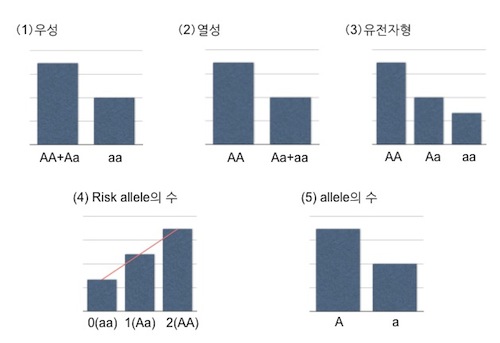 (1)우성
(2)열성
(3)유전자형
AA+Aa aa
AA Aa+aa
AA Aa aa
(4) Risk allele의 수
(5) allele의 수
0(aa) 1(Aa) 2(AA)
A a